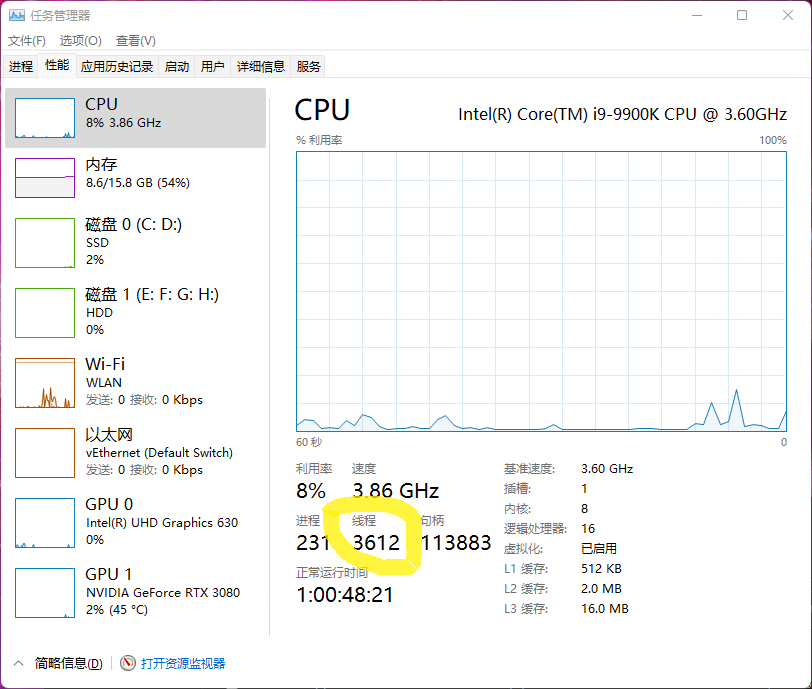 任务管理器
文件(F) 选项(O) 查看(V)
进程 性能 应用历史记录 启动 用户 详细信息 服务
CPU
8% 3.86 GHz
内存
8.6/15.8 GB (54%)
磁盘 0 (C: D:)
SSD
2%
磁盘 1 (E: F: G: H:)
HDD
0%
Wi-Fi
WLAN
发送: 0 接收: 0 Kbps
以太网
vEthernet (Default Switch)
发送: 0 接收: 0 Kbps
GPU 0
Intel(R) UHD Graphics 630
0%
GPU 1
NVIDIA GeForce RTX 3080
2% (45 °C)
CPU
Intel(R) Core(TM) i9-9900K CPU @ 3.60GHz
% 利用率 100%
60 秒 0
利用率 速度
8% 3.86 GHz
进程 线程 句柄
231 3612 113883
正常运行时间
1:00:48:21
基准速度: 3.60 GHz
插槽: 1
内核: 8
逻辑处理器: 16
虚拟化: 已启用
L1 缓存: 512 KB
L2 缓存: 2.0 MB
L3 缓存: 16.0 MB
简略信息(D) 打开资源监视器